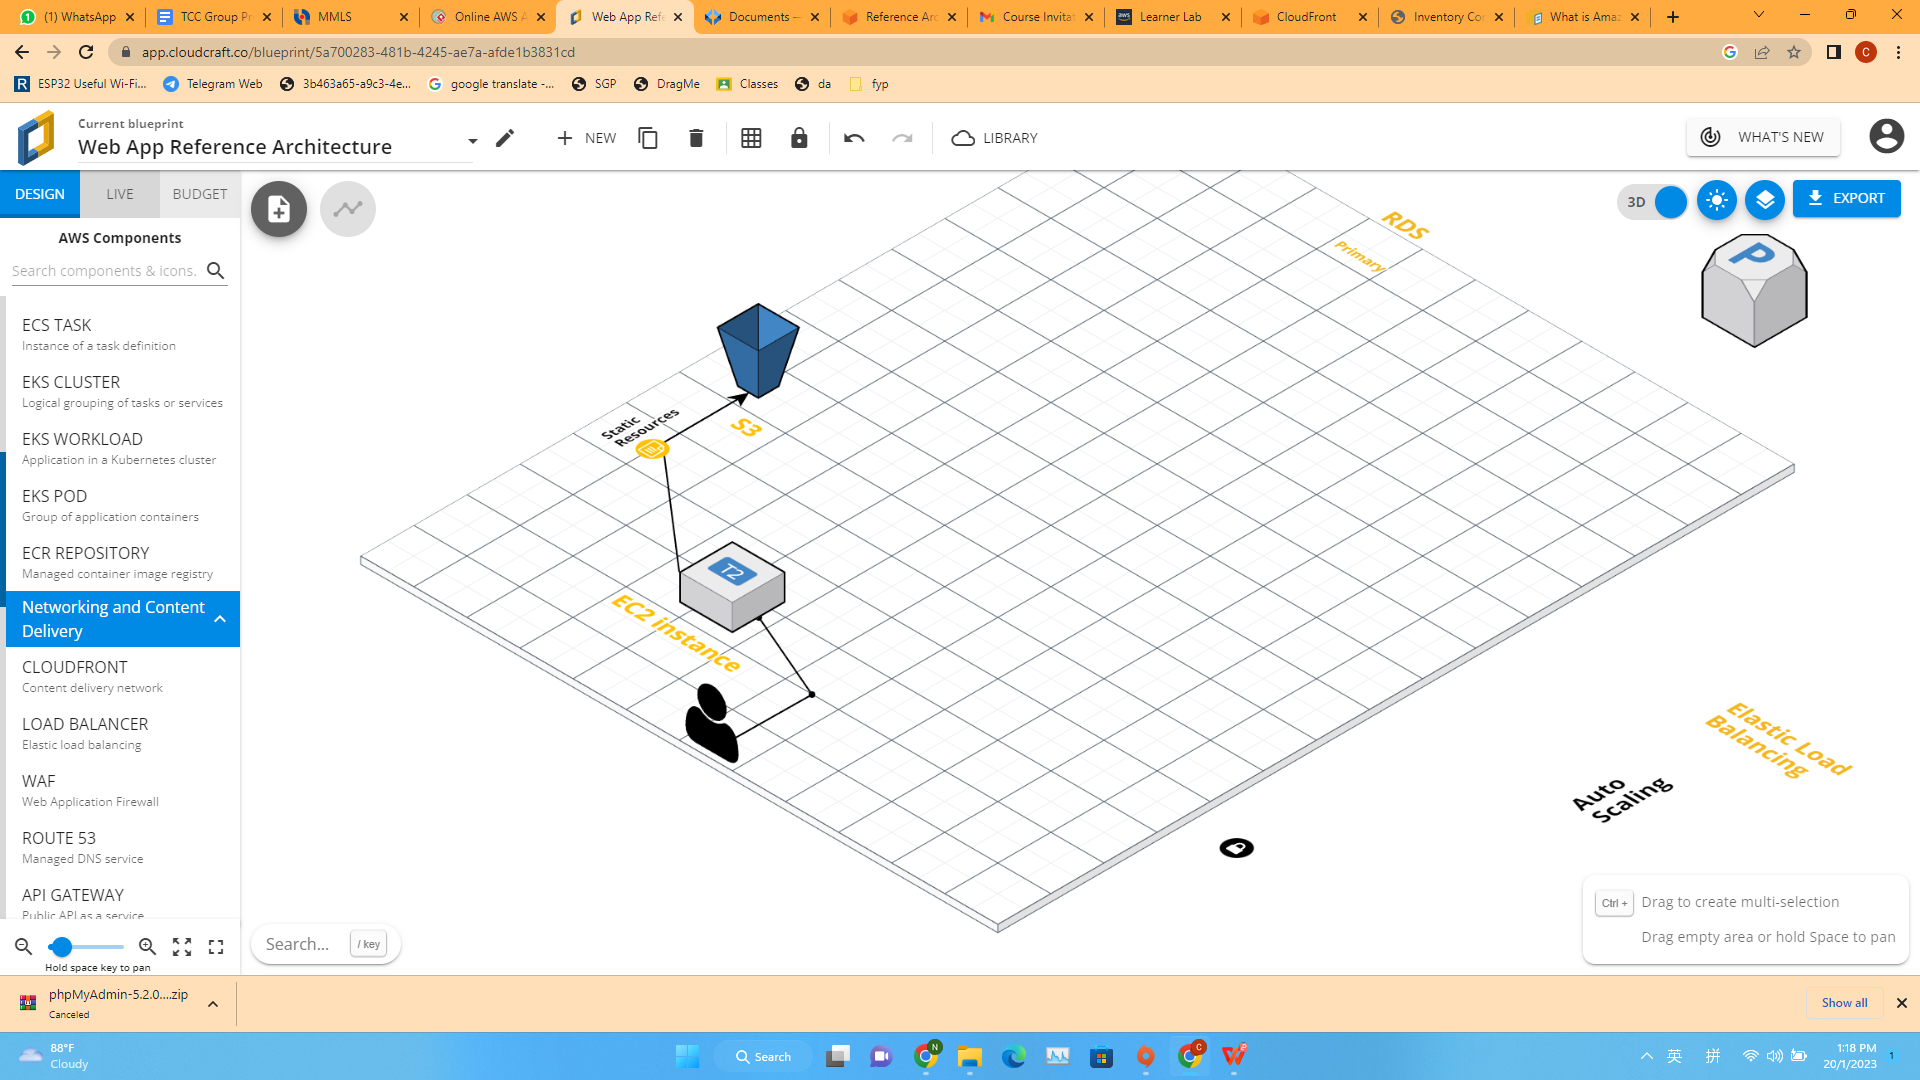 (1) WhatsApp
TCC Group Pr
MMLS
Online AWS A
Web App Refe
Documents —
Reference Arc
Course Invitat
Learner Lab
CloudFront
Inventory Con
What is Amaz
app.cloudcraft.co/blueprint/5a700283-481b-4245-ae7a-afde1b3831cd
C
R
ESP32 Useful Wi-Fi...
Telegram Web
3b463a65-a9c3-4e...
google translate -...
SGP
DragMe
Classes
da
fyp
Current blueprint
Web App Reference Architecture
NEW
LIBRARY
WHAT'S NEW
DESIGN
LIVE
BUDGET
3D
EXPORT
AWS Components
Search components & icons.
ECS TASK
Instance of a task definition
EKS CLUSTER
Logical grouping of tasks or services
EKS WORKLOAD
Application in a Kubernetes cluster
EKS POD
Group of application containers
ECR REPOSITORY
Managed container image registry
Networking and Content
Delivery
CLOUDFRONT
Content delivery network
LOAD BALANCER
Elastic load balancing
WAF
Web Application Firewall
ROUTE 53
Managed DNS service
API GATEWAY
Public API as a service
RDS
Primary
P
Static
Resources
S3
T2
EC2 instance
Elastic Load
Balancing
Auto
Scaling
Hold space key to pan
Search...
/ key
Ctrl +
Drag to create multi-selection
Drag empty area or hold Space to pan
phpMyAdmin-5.2.0....zip
Canceled
Show all
88°F
Cloudy
Search
N
C
英
拼
1:18 PM
20/1/2023
1